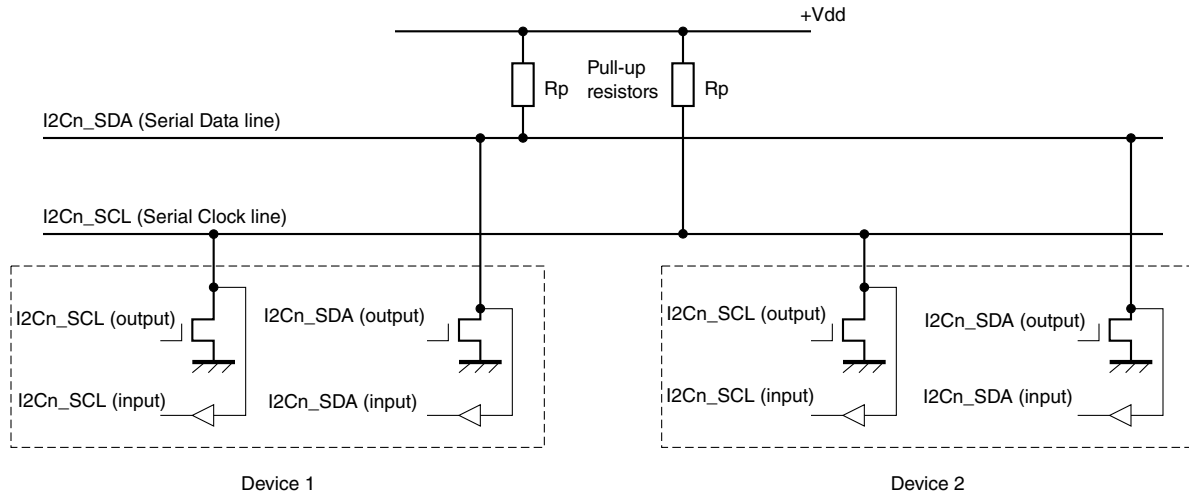 +Vdd
Rp
Pull-up
resistors
Rp
I2Cn_SDA (Serial Data line)
I2Cn_SCL (Serial Clock line)
I2Cn_SCL (output)
I2Cn_SDA (output)
I2Cn_SCL (input)
I2Cn_SDA (input)
I2Cn_SCL (output)
I2Cn_SDA (output)
I2Cn_SCL (input)
I2Cn_SDA (input)
Device 1
Device 2